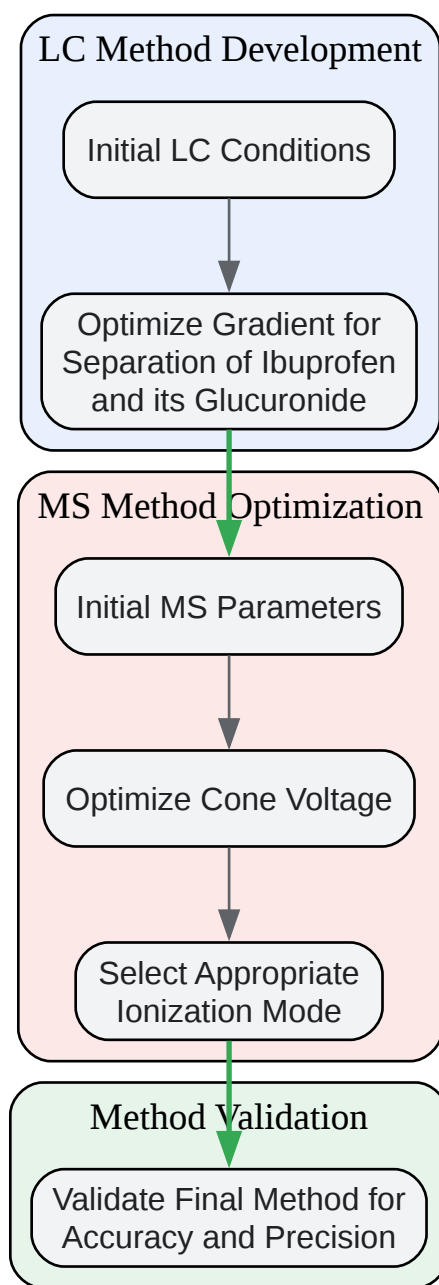 LC Method Development
Initial LC Conditions
Optimize Gradient for
Separation of Ibuprofen
and its Glucuronide
MS Method Optimization
Initial MS Parameters
Optimize Cone Voltage
Select Appropriate
Ionization Mode
Method Validation
Validate Final Method for
Accuracy and Precision